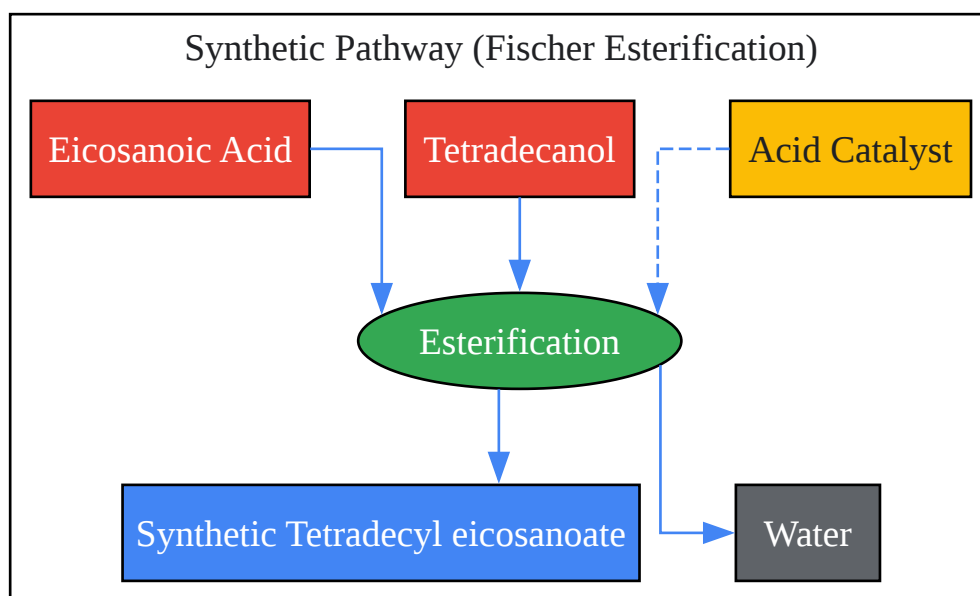 Synthetic Pathway (Fischer Esterification)
Eicosanoic Acid
Tetradecanol
Acid Catalyst
Esterification
Synthetic Tetradecyl eicosanoate
Water